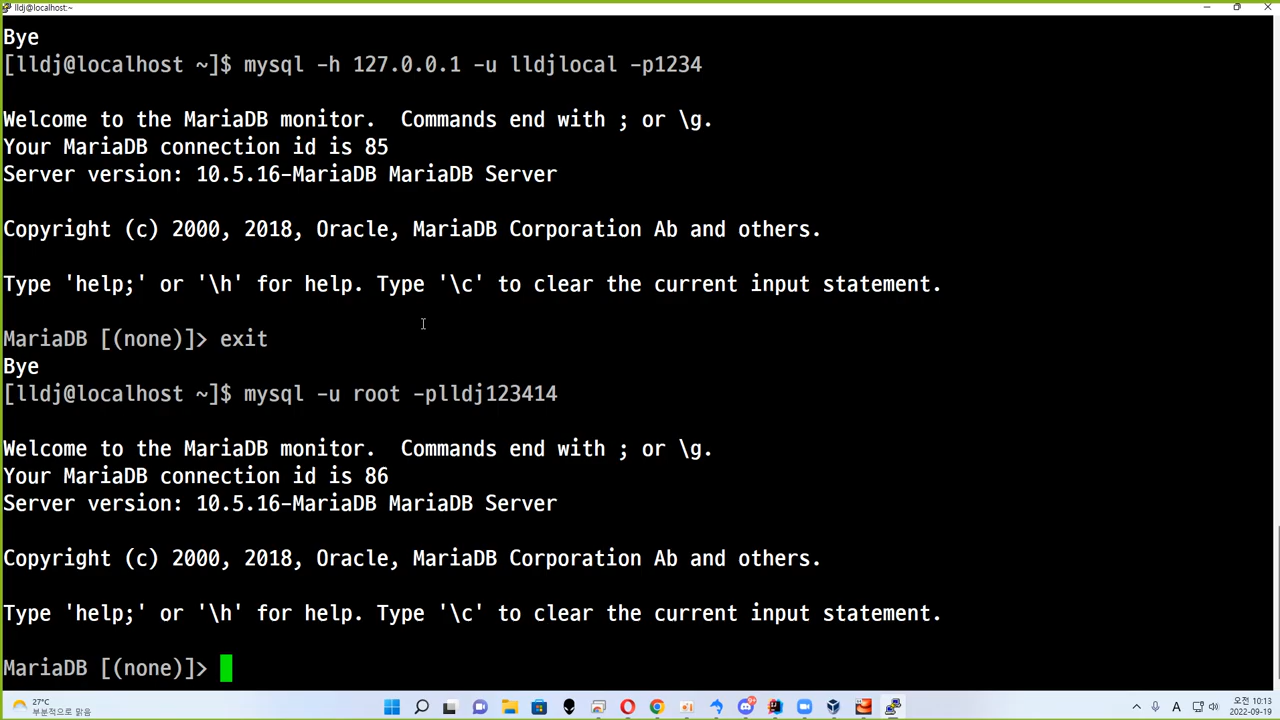 lldj@localhost:~
Bye
[lldj@localhost ~]$ mysql -h 127.0.0.1 -u lldjlocal -p1234
Welcome to the MariaDB monitor.  Commands end with ; or \g.
Your MariaDB connection id is 85
Server version: 10.5.16-MariaDB MariaDB Server
Copyright (c) 2000, 2018, Oracle, MariaDB Corporation Ab and others.
Type 'help;' or '\h' for help. Type '\c' to clear the current input statement.
MariaDB [(none)]> exit
Bye
[lldj@localhost ~]$ mysql -u root -plldj123414
Welcome to the MariaDB monitor.  Commands end with ; or \g.
Your MariaDB connection id is 86
Server version: 10.5.16-MariaDB MariaDB Server
Copyright (c) 2000, 2018, Oracle, MariaDB Corporation Ab and others.
Type 'help;' or '\h' for help. Type '\c' to clear the current input statement.
MariaDB [(none)]>
27°C
부분적으로 맑음
A
오전 10:13
2022-09-19